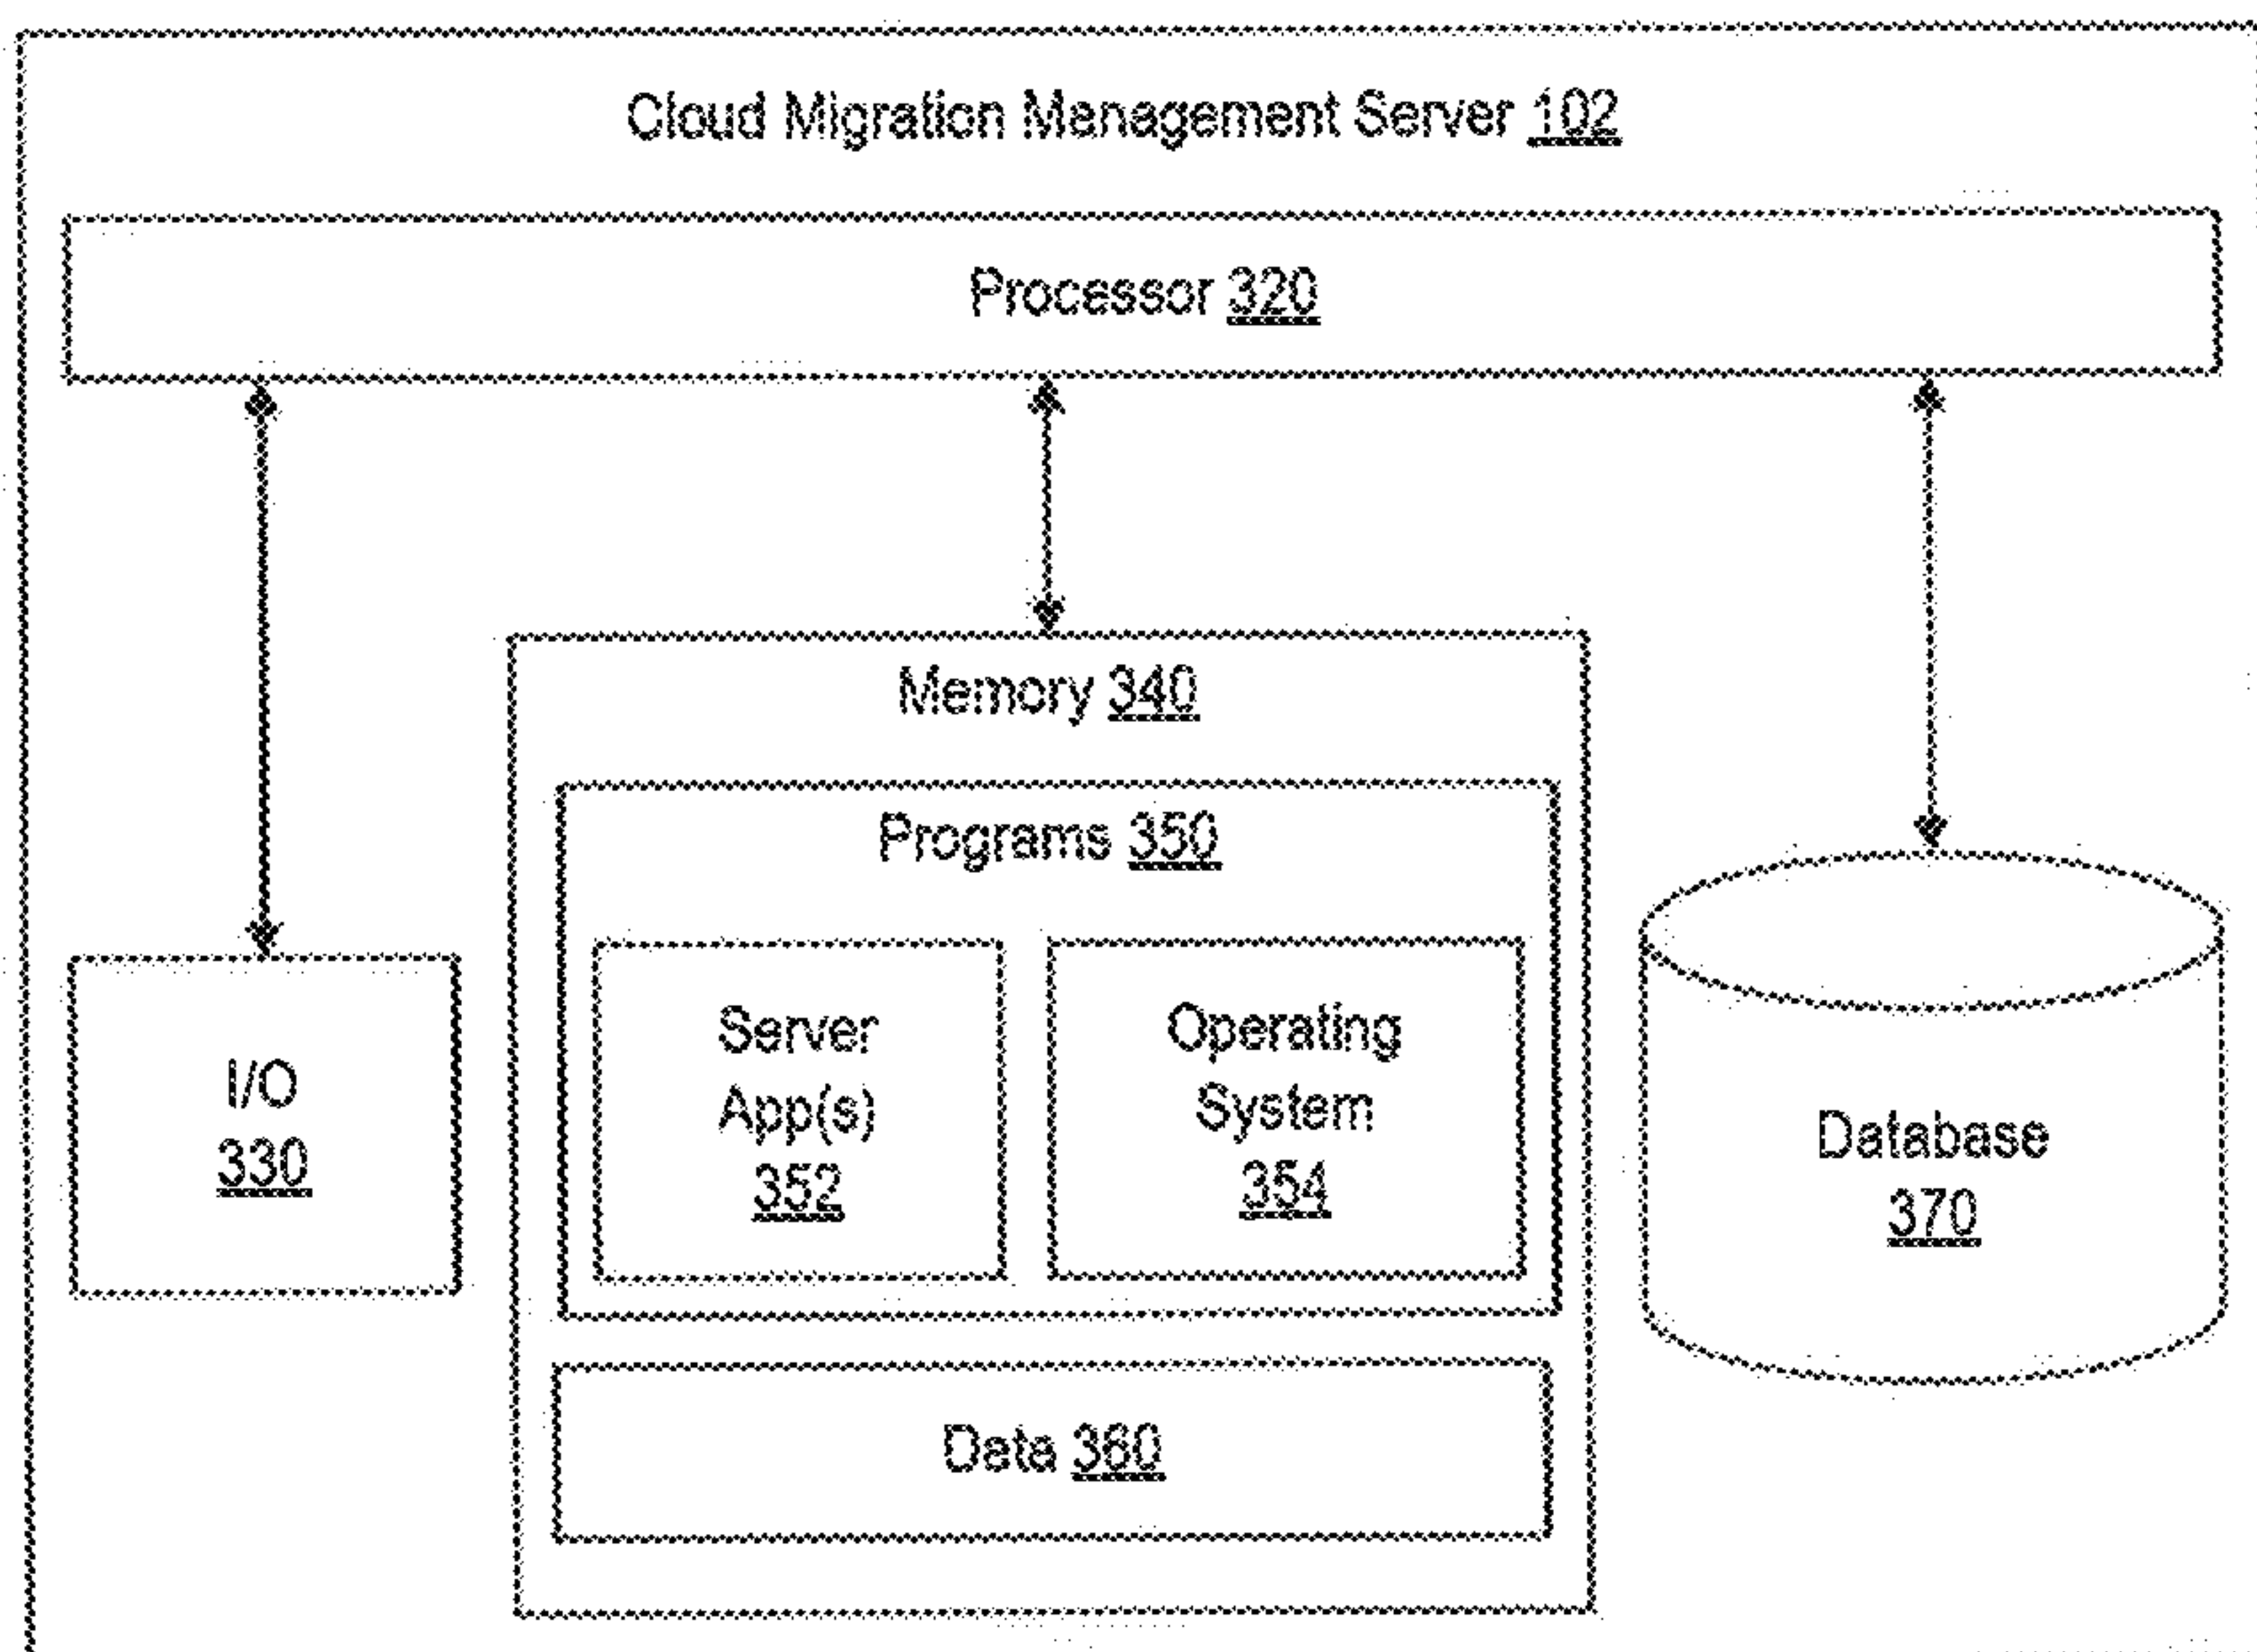 Cloud Migration Management Server 102
Processor 320
Memory 340
Programs 350
Server
App(s)
352
Operating
System
354
I/O
330
Database
370
Data 360